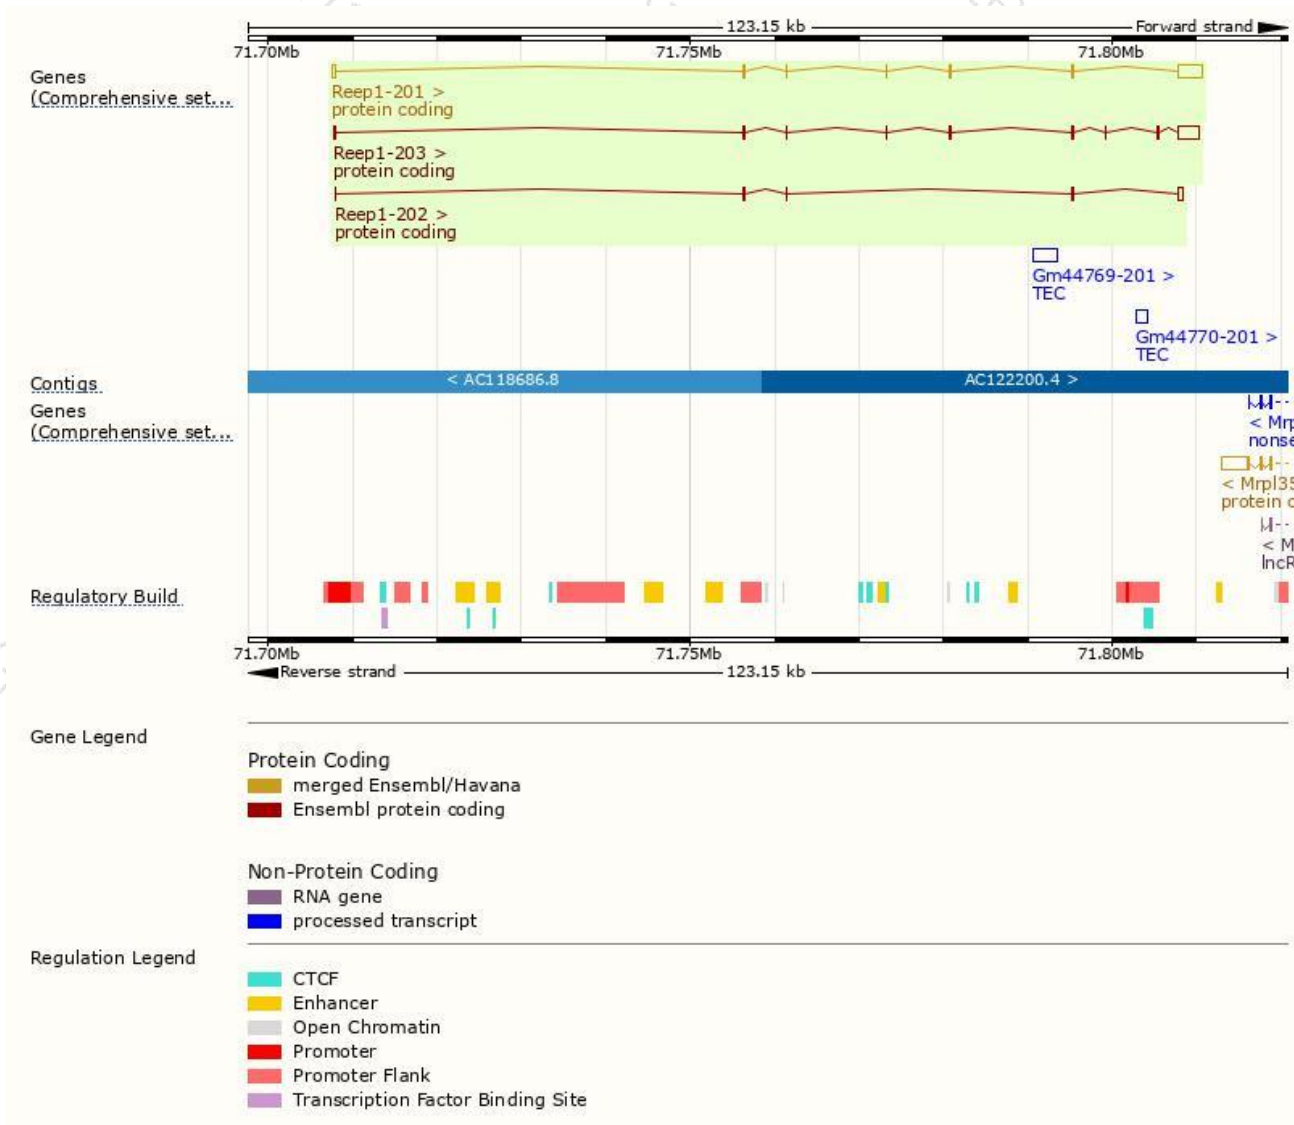 123.15 kb
Forward strand
71.70Mb
71.75Mb
71.80Mb
Genes
(Comprehensive set...
Reep1-201 >
protein coding
Reep1-203 >
protein coding
Reep1-202 >
protein coding
Gm44769-201 >
TEC
Gm44770-201 >
TEC
Contigs
< AC118686.8
AC122200.4 >
Genes
(Comprehensive set...
< Mrp
nonse
< Mrpl35
protein c
< M
lncR
Regulatory Build
71.70Mb
71.75Mb
71.80Mb
Reverse strand
123.15 kb
Gene Legend
Protein Coding
merged Ensembl/Havana
Ensembl protein coding
Non-Protein Coding
RNA gene
processed transcript
Regulation Legend
CTCF
Enhancer
Open Chromatin
Promoter
Promoter Flank
Transcription Factor Binding Site